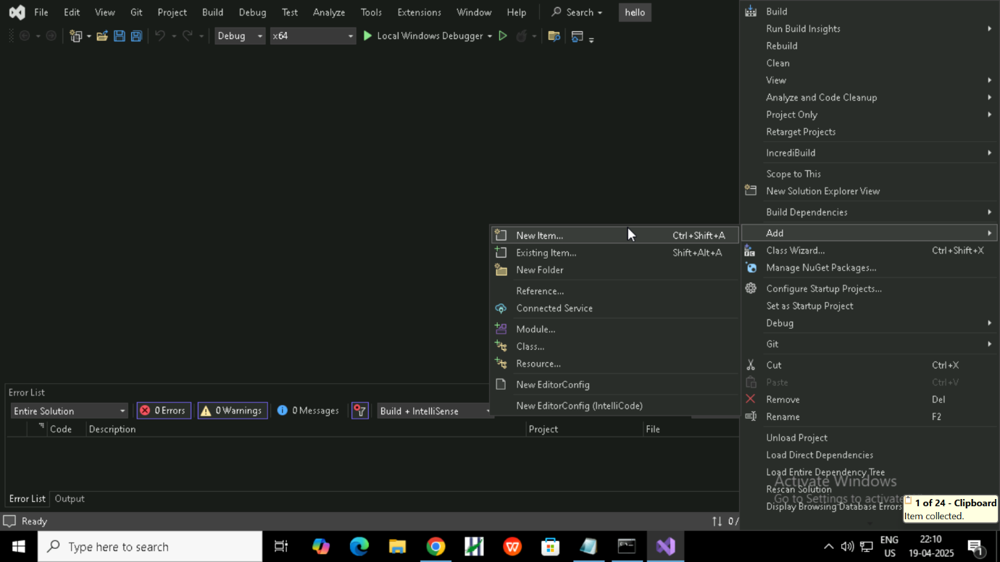 File Edit View Git Project Build Debug Test Analyze Tools Extensions Window Help Search hello
Debug x64 Local Windows Debugger
Build
Run Build Insights
Rebuild
Clean
View
Analyze and Code Cleanup
Project Only
Retarget Projects
IncrediBuild
Scope to This
New Solution Explorer View
Build Dependencies
Add
Class Wizard... Ctrl+Shift+X
Manage NuGet Packages...
Configure Startup Projects...
Set as Startup Project
Debug
Git
Cut Ctrl+X
Paste Ctrl+V
Remove Del
Rename F2
Unload Project
Load Direct Dependencies
Load Entire Dependency Tree
Rescan Solution
Display Browsing Database Errors
New Item... Ctrl+Shift+A
Existing Item... Shift+Alt+A
New Folder
Reference...
Connected Service
Module...
Class...
Resource...
New EditorConfig
New EditorConfig (IntelliCode)
Error List
Entire Solution 0 Errors 0 Warnings 0 Messages Build + IntelliSense
Code Description Project File
Error List Output
Activate Windows
Go to Settings to activate
1 of 24 - Clipboard
Item collected.
Ready 0/
Type here to search
ENG
US
22:10
19-04-2025
1